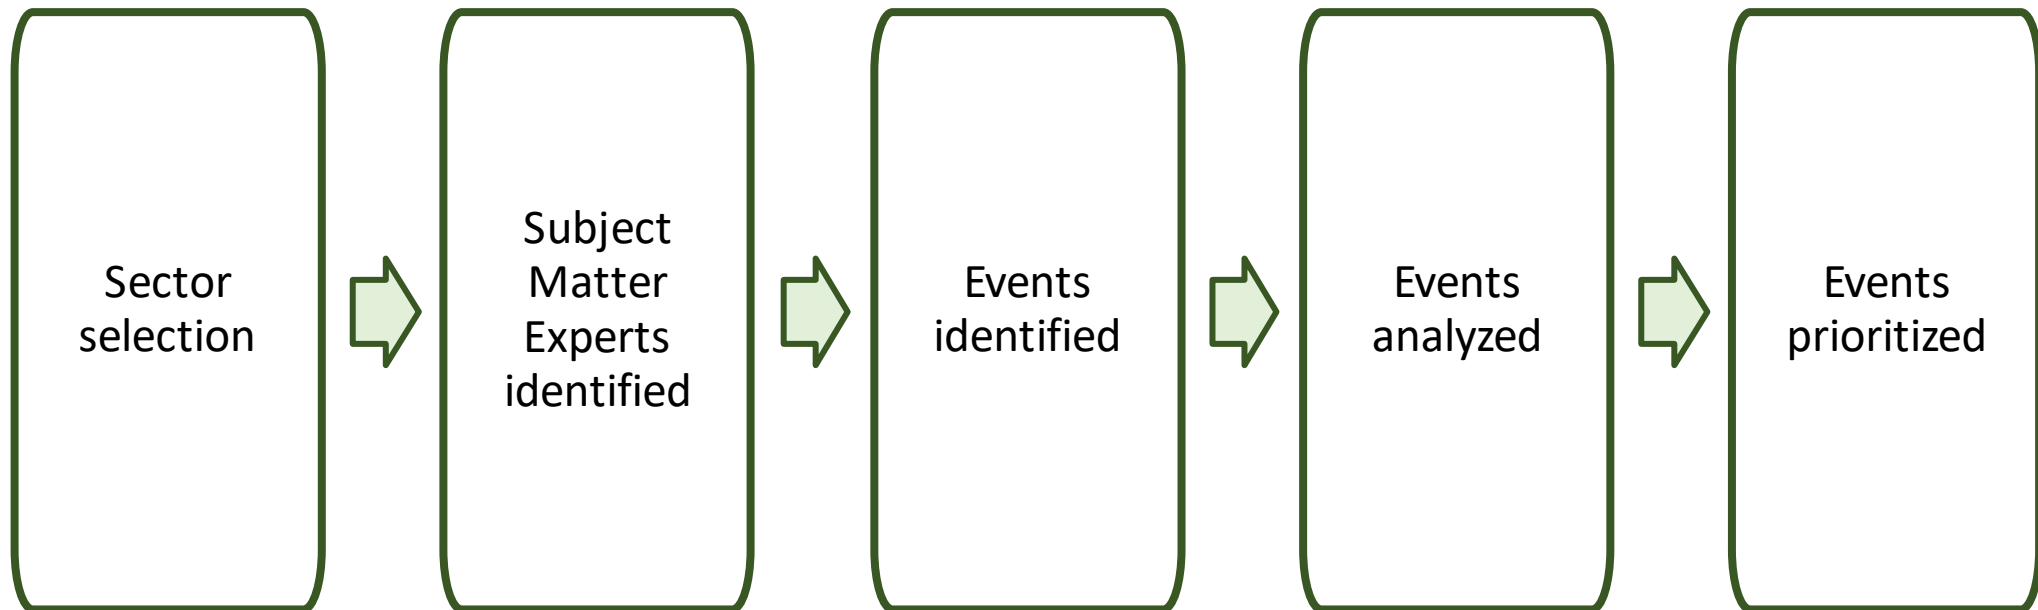 Sector
selection
Subject
Matter
Experts
identified
Events
identified
Events
analyzed
Events
prioritized